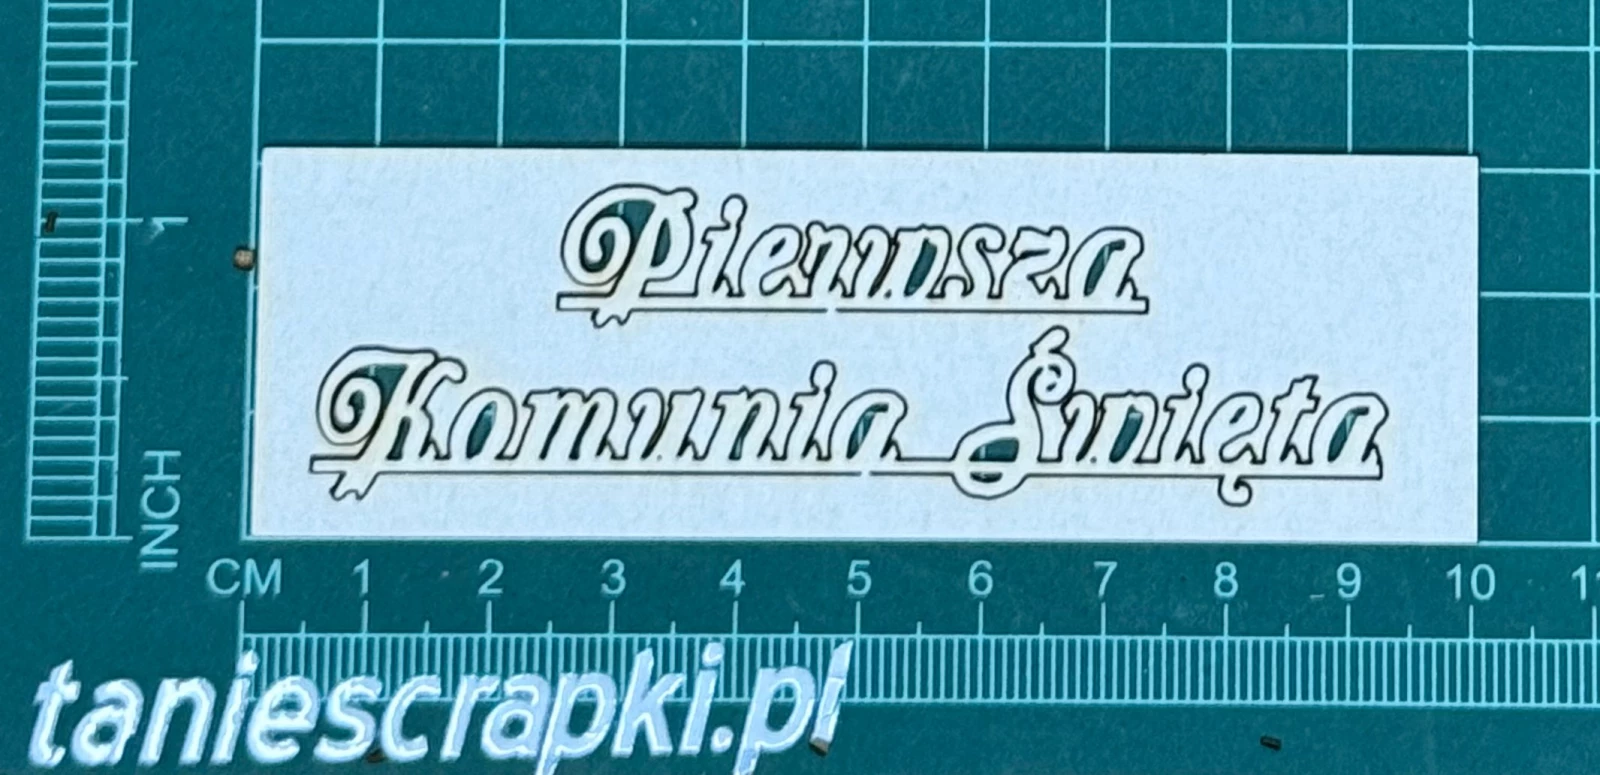 Pierwsza
Komunia Święta
1
INCH
CM 1 2 3 4 5 6 7 8 9 10
taniescrapki.pl